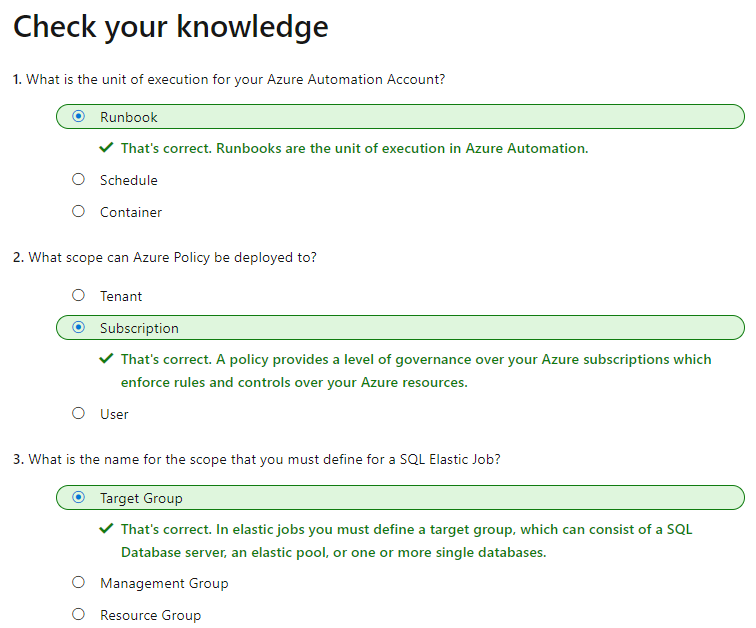 Check your knowledge
1. What is the unit of execution for your Azure Automation Account?
Runbook
That's correct. Runbooks are the unit of execution in Azure Automation.
Schedule
Container
2. What scope can Azure Policy be deployed to?
Tenant
Subscription
That's correct. A policy provides a level of governance over your Azure subscriptions which
enforce rules and controls over your Azure resources.
User
3. What is the name for the scope that you must define for a SQL Elastic Job?
Target Group
That's correct. In elastic jobs you must define a target group, which can consist of a SQL
Database server, an elastic pool, or one or more single databases.
Management Group
Resource Group